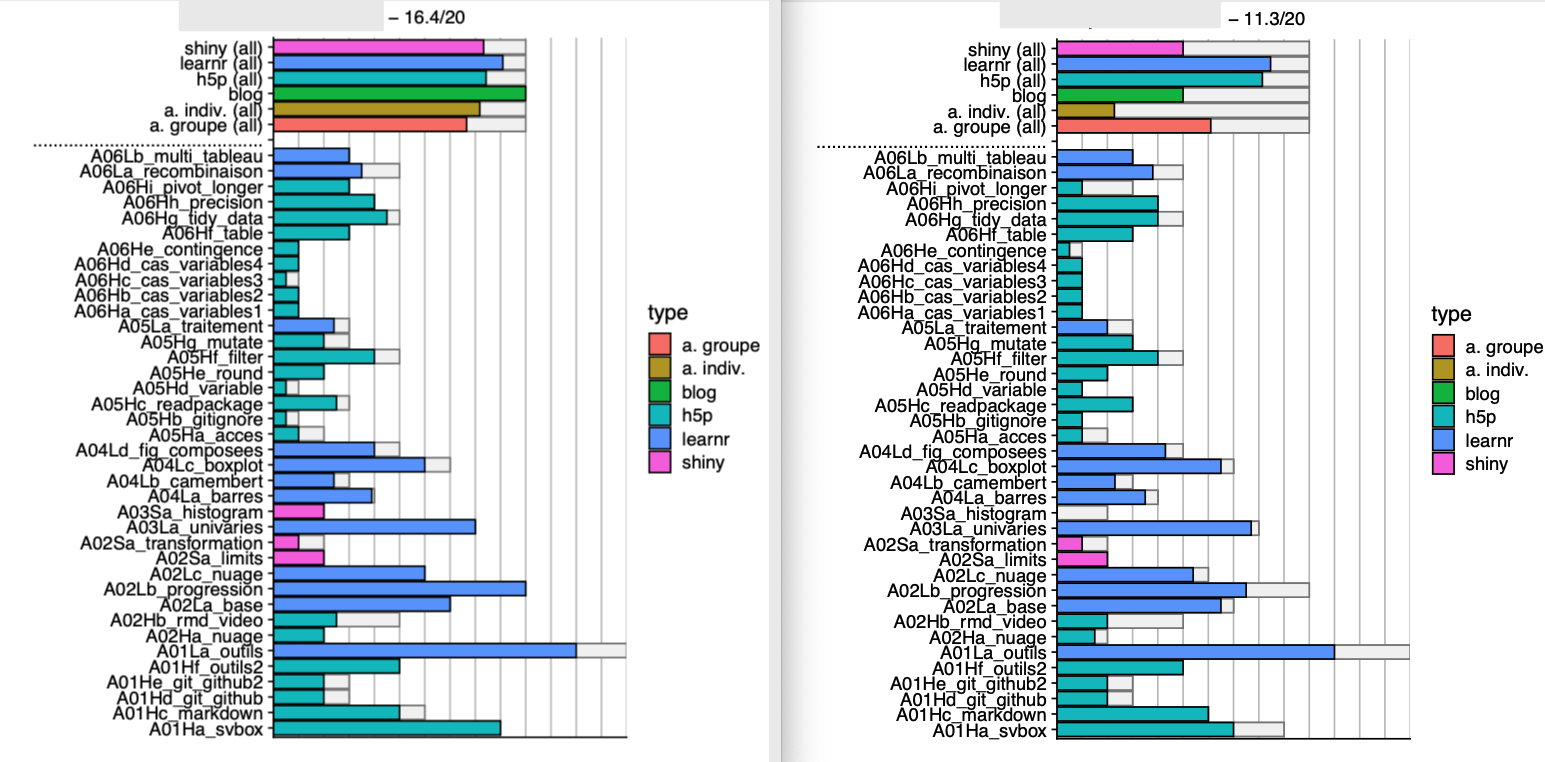 – 16.4/20
shiny (all)
learnr (all)
h5p (all)
blog
a. indiv. (all)
a. groupe (all)
A06Lb_multi_tableau
A06La_recombinaison
A06Hi_pivot_longer
A06Hh_precision
A06Hg_tidy_data
A06Hf_table
A06He_contingence
A06Hd_cas_variables4
A06Hc_cas_variables3
A06Hb_cas_variables2
A06Ha_cas_variables1
A05La_traitement
A05Hg_mutate
A05Hf_filter
A05He_round
A05Hd_variable
A05Hc_readpackage
A05Hb_gitignore
A05Ha_acces
A04Ld_fig_composees
A04Lc_boxplot
A04Lb_camembert
A04La_barres
A03Sa_histogram
A03La_univaries
A02Sa_transformation
A02Sa_limits
A02Lc_nuage
A02Lb_progression
A02La_base
A02Hb_rmd_video
A02Ha_nuage
A01La_outils
A01Hf_outils2
A01He_git_github2
A01Hd_git_github
A01Hc_markdown
A01Ha_svbox
type
a. groupe
a. indiv.
blog
h5p
learnr
shiny
– 11.3/20
shiny (all)
learnr (all)
h5p (all)
blog
a. indiv. (all)
a. groupe (all)
A06Lb_multi_tableau
A06La_recombinaison
A06Hi_pivot_longer
A06Hh_precision
A06Hg_tidy_data
A06Hf_table
A06He_contingence
A06Hd_cas_variables4
A06Hc_cas_variables3
A06Hb_cas_variables2
A06Ha_cas_variables1
A05La_traitement
A05Hg_mutate
A05Hf_filter
A05He_round
A05Hd_variable
A05Hc_readpackage
A05Hb_gitignore
A05Ha_acces
A04Ld_fig_composees
A04Lc_boxplot
A04Lb_camembert
A04La_barres
A03Sa_histogram
A03La_univaries
A02Sa_transformation
A02Sa_limits
A02Lc_nuage
A02Lb_progression
A02La_base
A02Hb_rmd_video
A02Ha_nuage
A01La_outils
A01Hf_outils2
A01He_git_github2
A01Hd_git_github
A01Hc_markdown
A01Ha_svbox
type
a. groupe
a. indiv.
blog
h5p
learnr
shiny